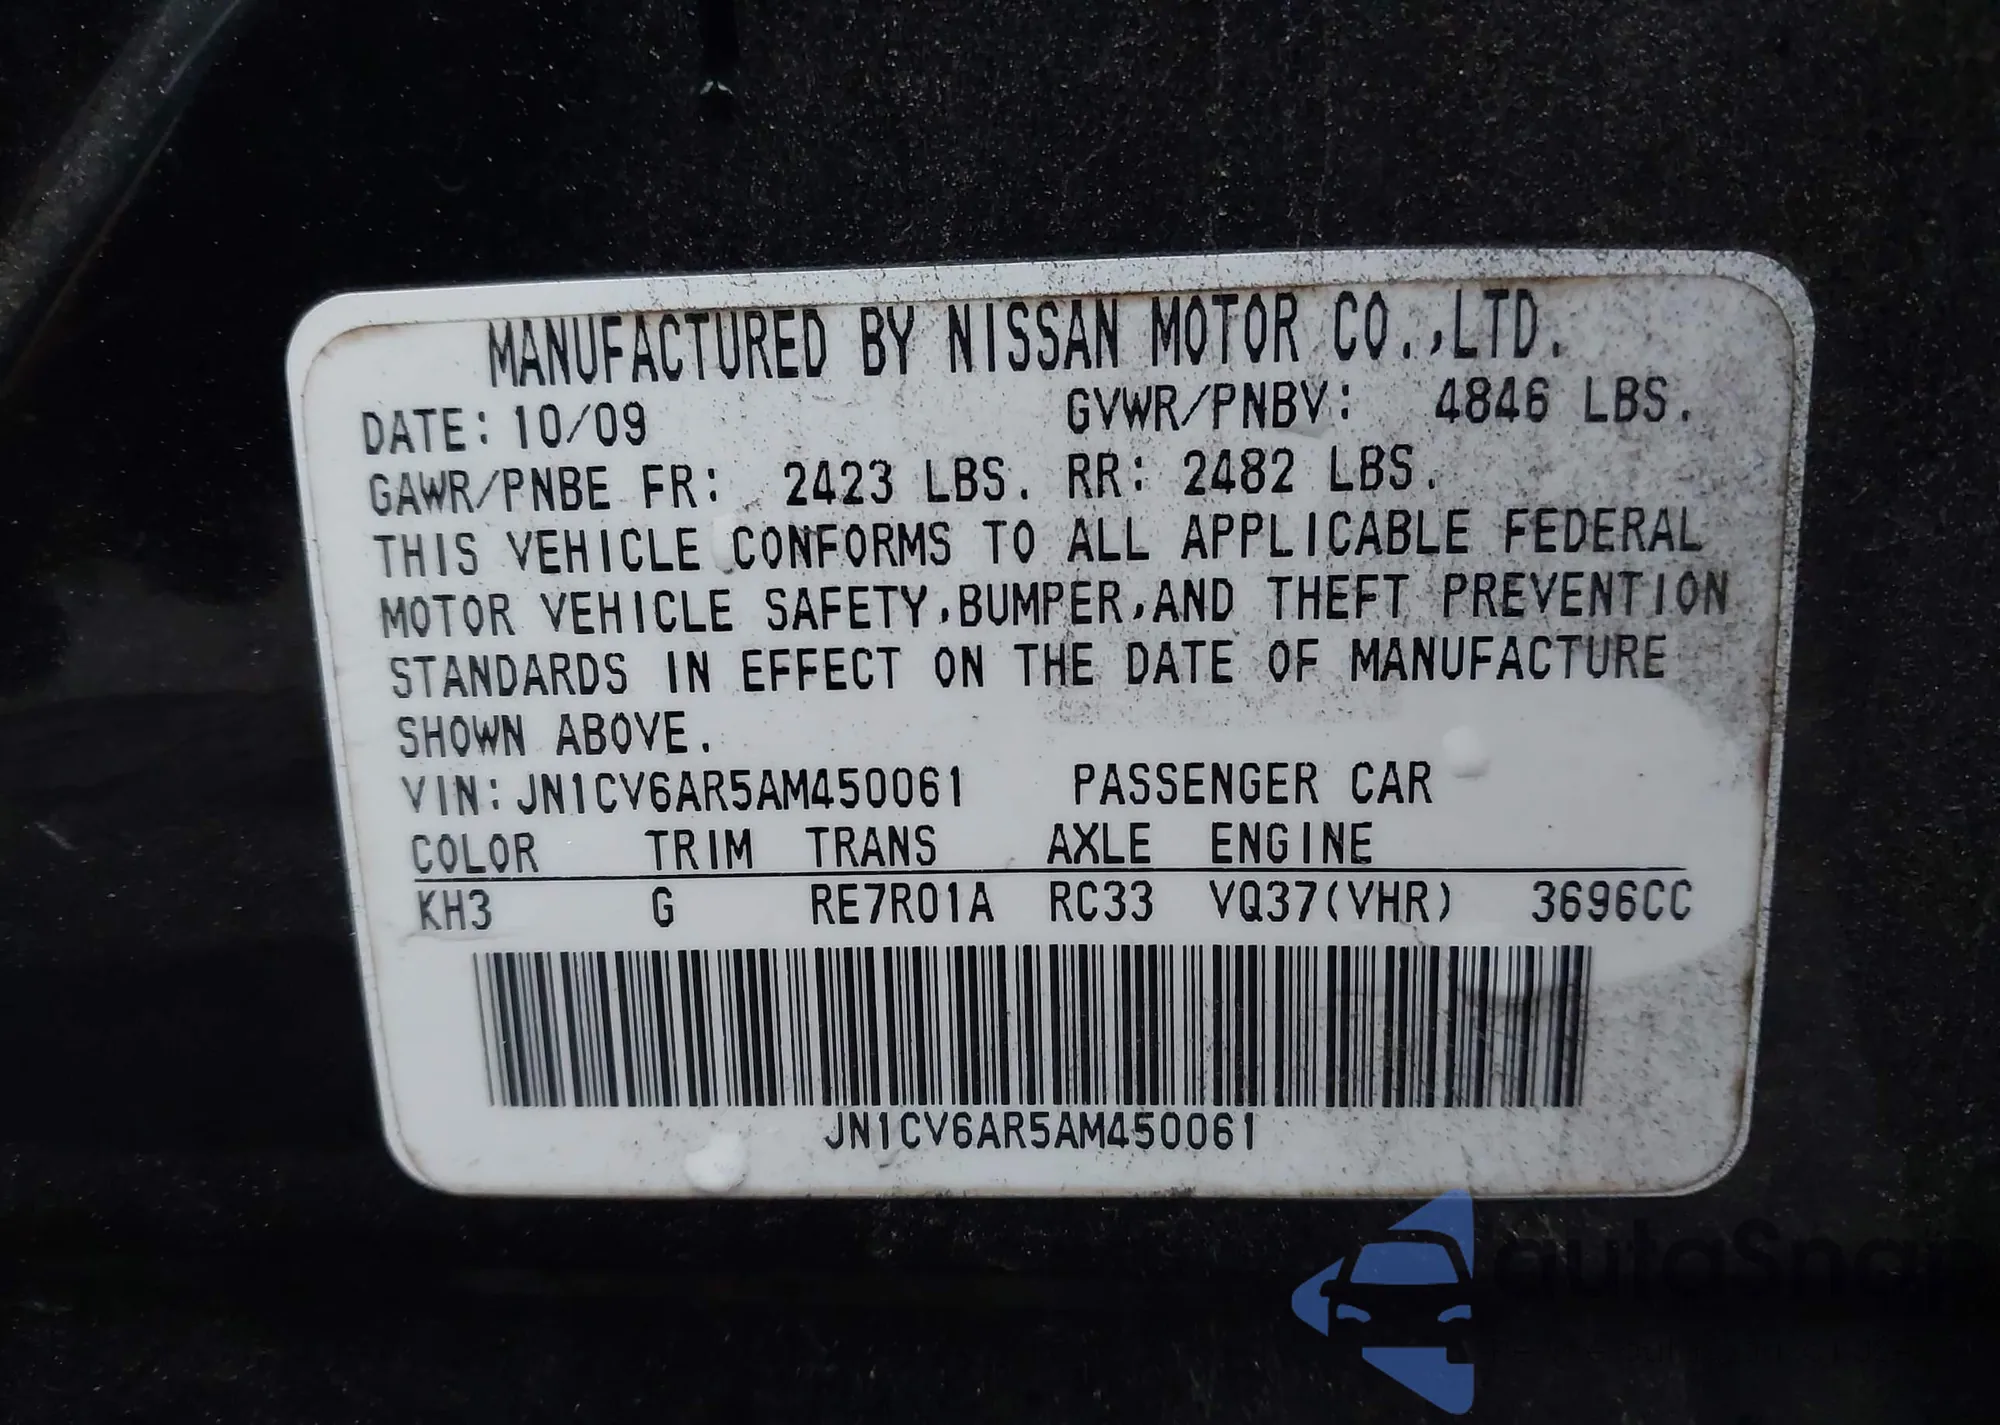 MANUFACTURED BY NISSAN MOTOR CO.,LTD.
DATE: 10/09 GVWR/PNBV: 4846 LBS.
GAWR/PNBE FR: 2423 LBS. RR: 2482 LBS.
THIS VEHICLE CONFORMS TO ALL APPLICABLE FEDERAL
MOTOR VEHICLE SAFETY,BUMPER,AND THEFT PREVENTION
STANDARDS IN EFFECT ON THE DATE OF MANUFACTURE
SHOWN ABOVE.
VIN: JN1CV6AR5AM450061 PASSENGER CAR
COLOR TRIM TRANS AXLE ENGINE
KH3 G RE7R01A RC33 VQ37(VHR) 3696CC
JN1CV6AR5AM450061
autoSnap